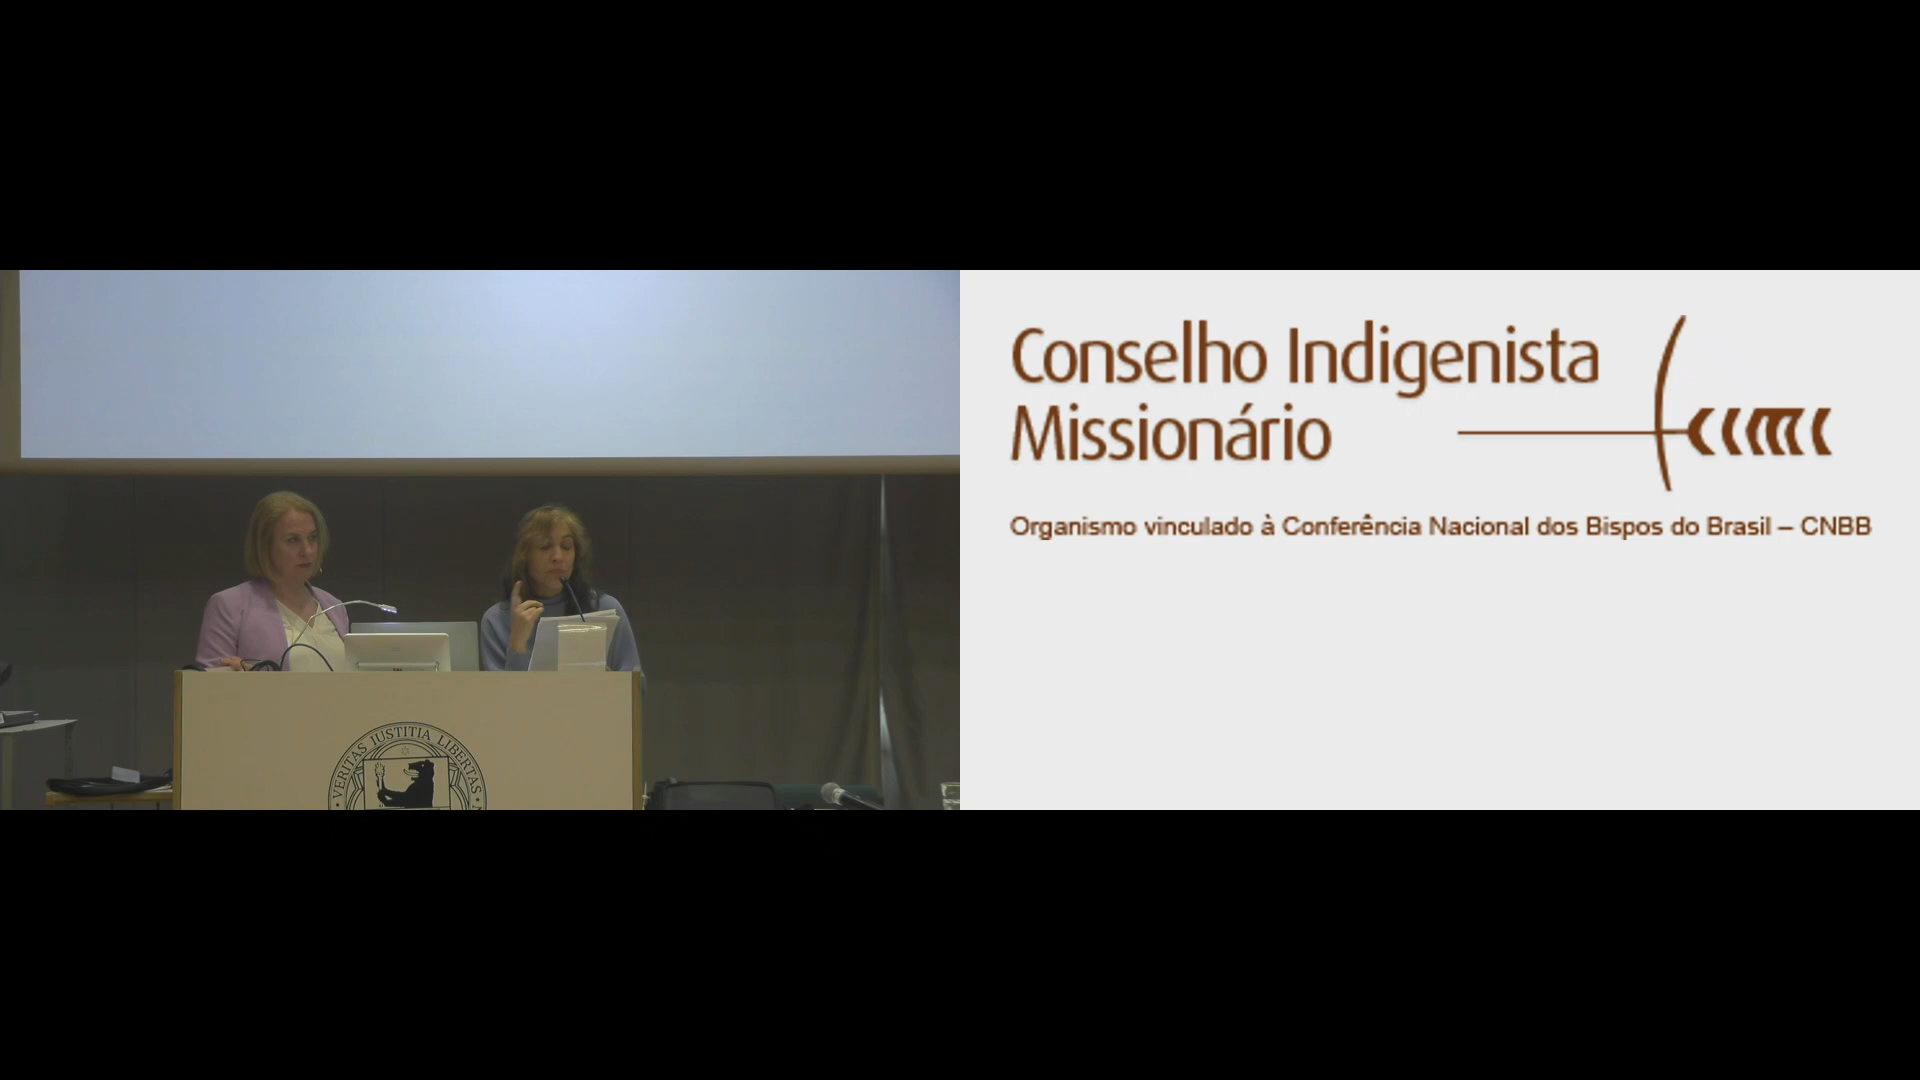 VERITAS IUSTITIA LIBERTAS
Conselho Indigenista
Missionário
Organismo vinculado à Conferência Nacional dos Bispos do Brasil – CNBB